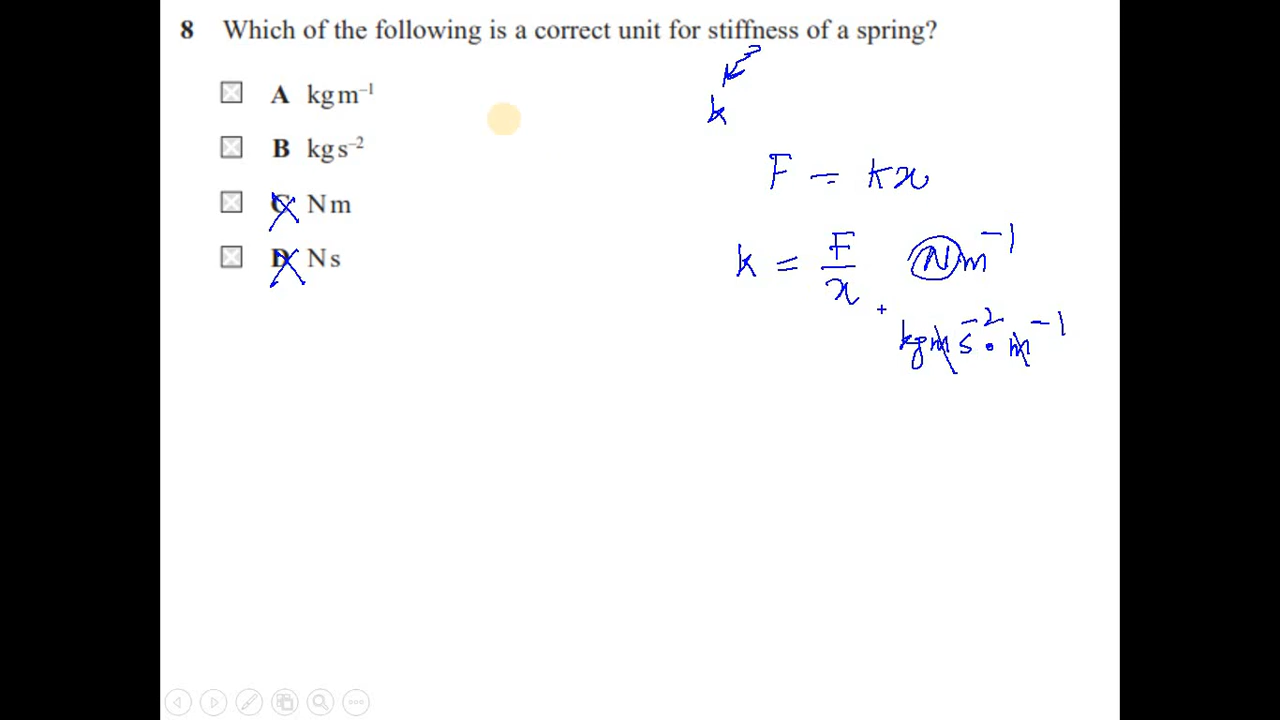 8 Which of the following is a correct unit for stiffness of a spring?
A kg m⁻¹
k
B kg s⁻²
F = kx
C N m
k = F/x N m⁻¹
D N s
kgm s⁻² · m⁻¹